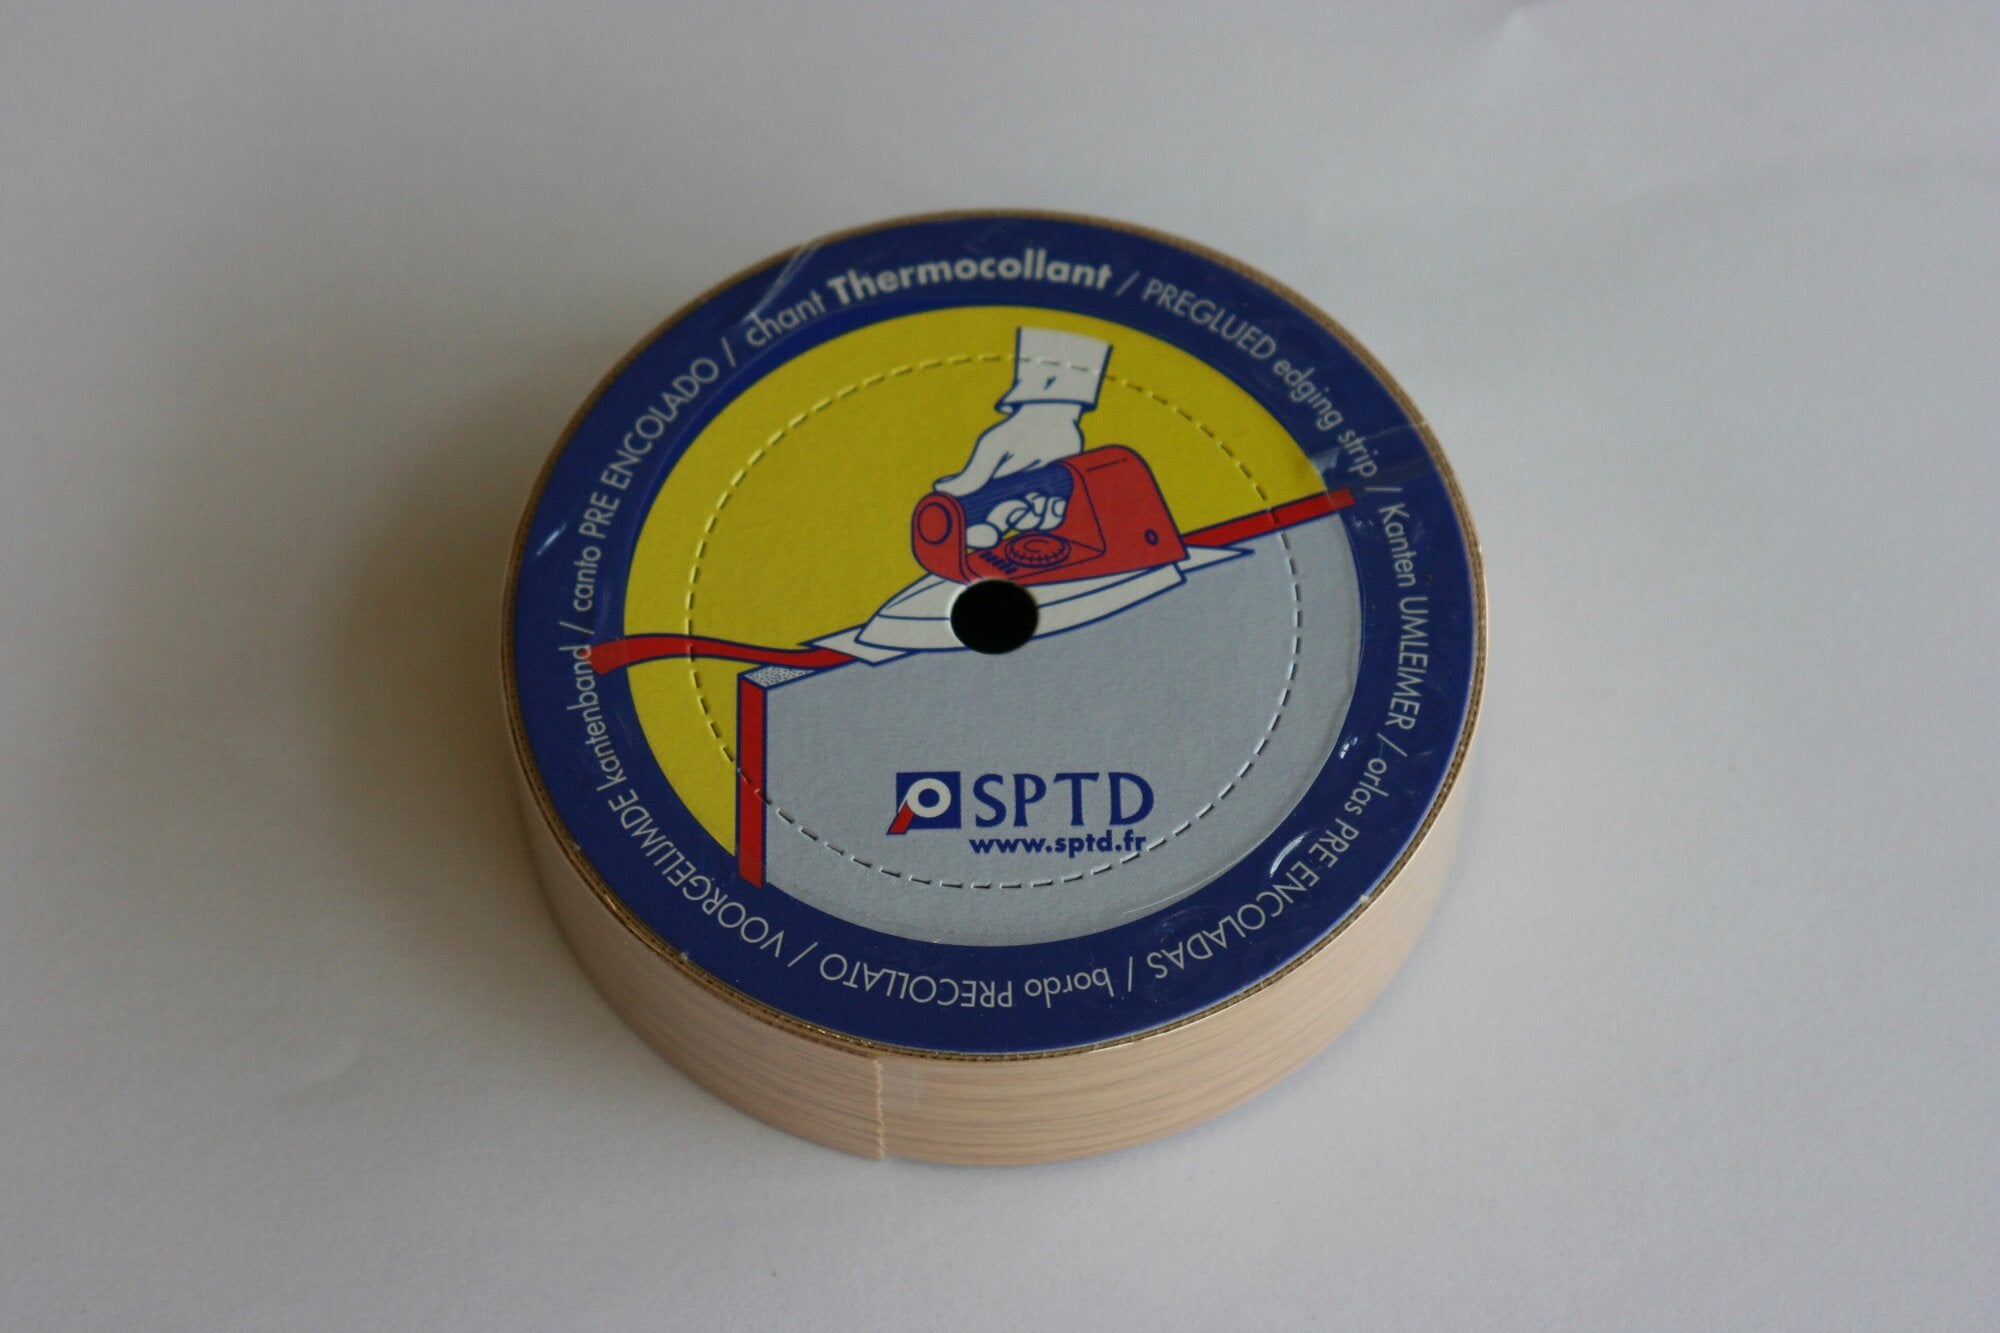 chant Thermocollant / PREGLUED edging strip / Kanten UMLEIMER / orlas PRE ENCOLADAS / bordo PRECOLLATO / VOORGELIJMDE kantenband / canto PRE ENCOLADO /
SPTD
www.sptd.fr